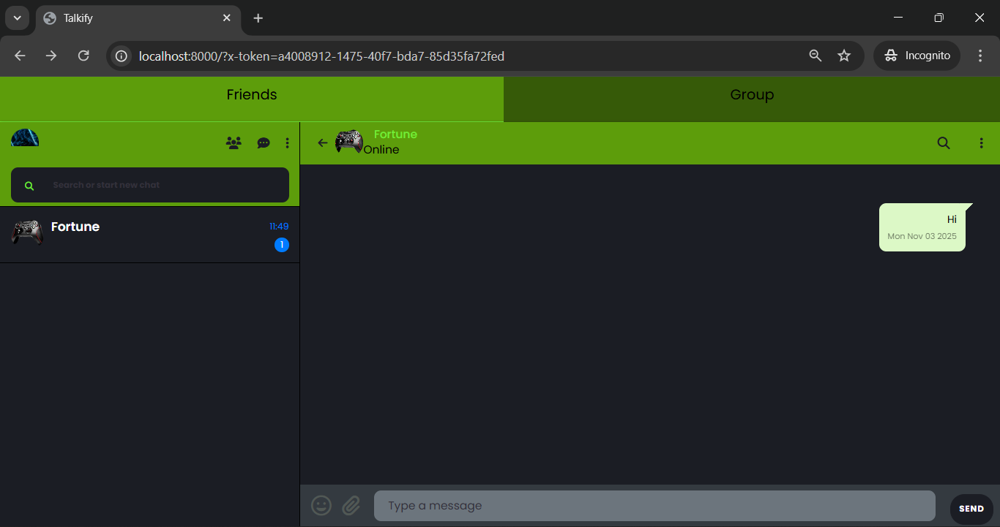 Talkify
localhost:8000/?x-token=a4008912-1475-40f7-bda7-85d35fa72fed
Incognito
Friends
Group
Fortune
Online
Search or start new chat
Fortune
11:49
1
Hi
Mon Nov 03 2025
Type a message
SEND